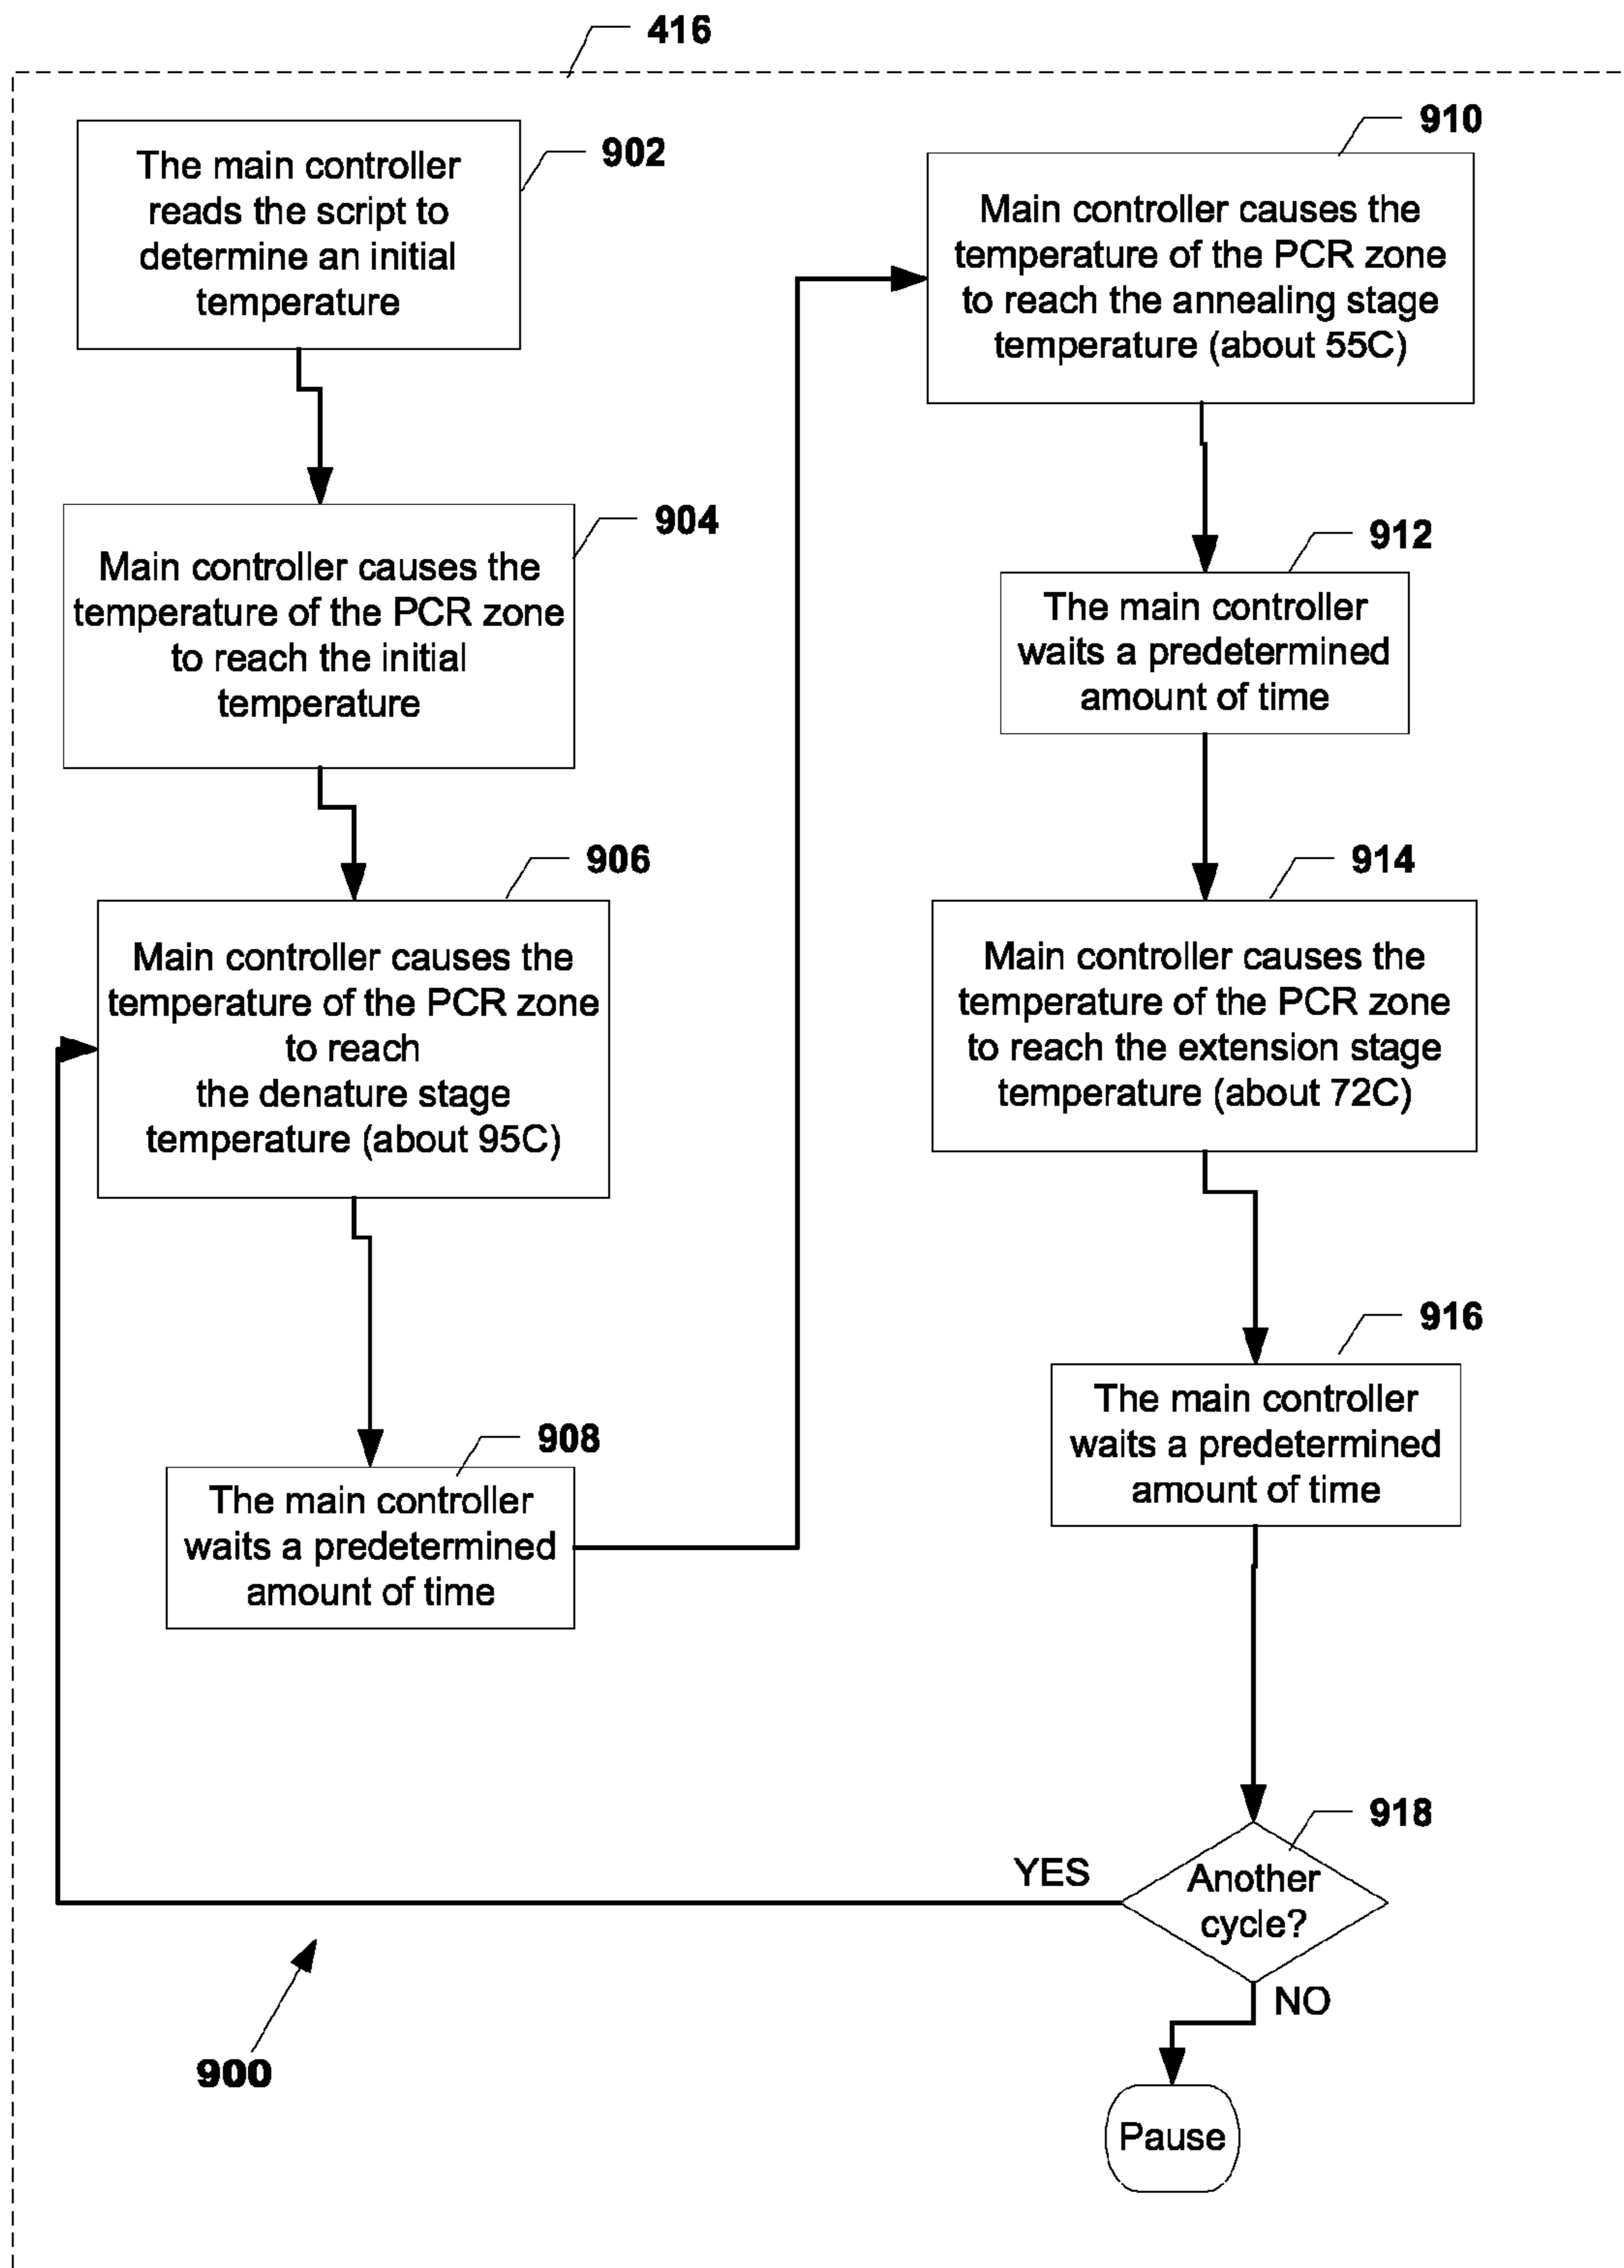 416
902
The main controller
reads the script to
determine an initial
temperature
904
Main controller causes the
temperature of the PCR zone
to reach the initial
temperature
906
Main controller causes the
temperature of the PCR zone
to reach
the denature stage
temperature (about 95C)
908
The main controller
waits a predetermined
amount of time
910
Main controller causes the
temperature of the PCR zone
to reach the annealing stage
temperature (about 55C)
912
The main controller
waits a predetermined
amount of time
914
Main controller causes the
temperature of the PCR zone
to reach the extension stage
temperature (about 72C)
916
The main controller
waits a predetermined
amount of time
918
Another
cycle?
YES
NO
Pause
900